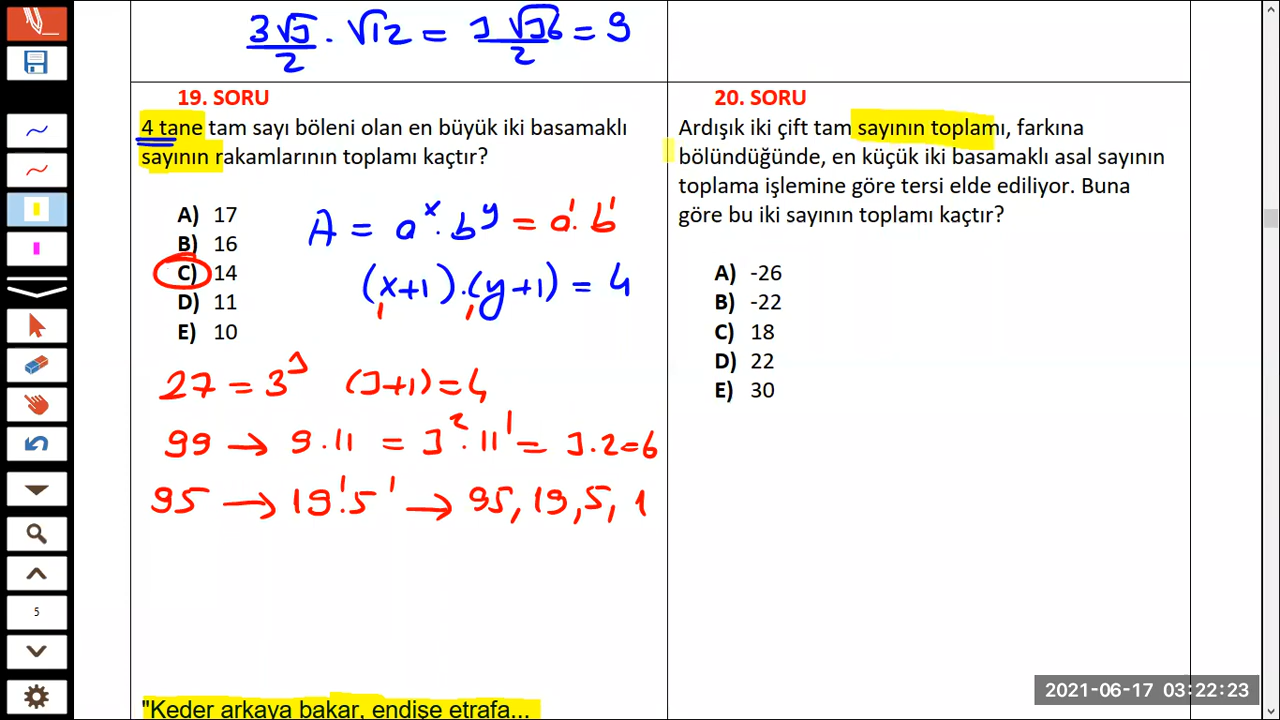 3√3/2 . √12 = 3√36/2 = 9
19. SORU
4 tane tam sayı böleni olan en büyük iki basamaklı
sayının rakamlarının toplamı kaçtır?
A) 17
B) 16
C) 14
D) 11
E) 10
A = aˣ.bʸ = a¹.b¹
(x+1).(y+1) = 4
1 1
27 = 3³ (3+1) = 4
99 → 9.11 = 3².11¹ = 3.2=6
95 → 19¹.5¹ → 95, 19, 5, 1
"Keder arkaya bakar, endişe etrafa...
20. SORU
Ardışık iki çift tam sayının toplamı, farkına
bölündüğünde, en küçük iki basamaklı asal sayının
toplama işlemine göre tersi elde ediliyor. Buna
göre bu iki sayının toplamı kaçtır?
A) -26
B) -22
C) 18
D) 22
E) 30
5
2021-06-17 03:22:23